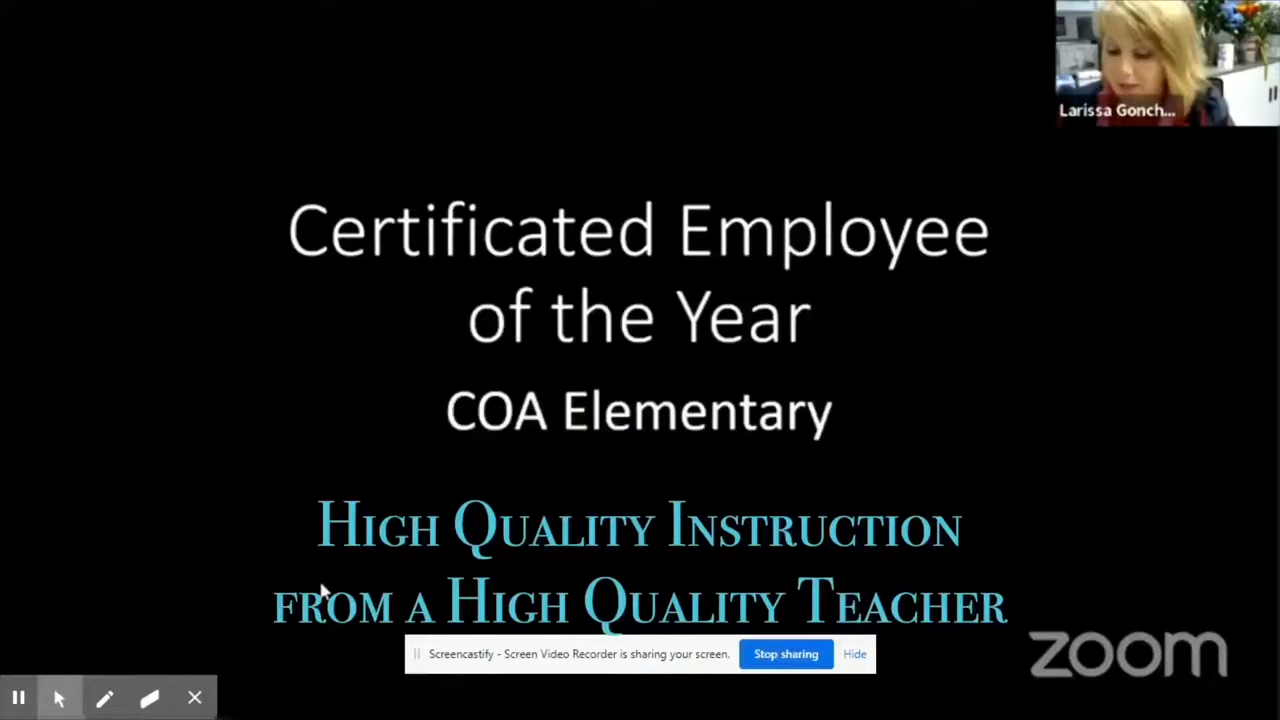 Larissa Gonch...
Certificated Employee
of the Year
COA Elementary
High Quality Instruction
from a High Quality Teacher
Screencastify - Screen Video Recorder is sharing your screen.
Stop sharing
Hide
zoom